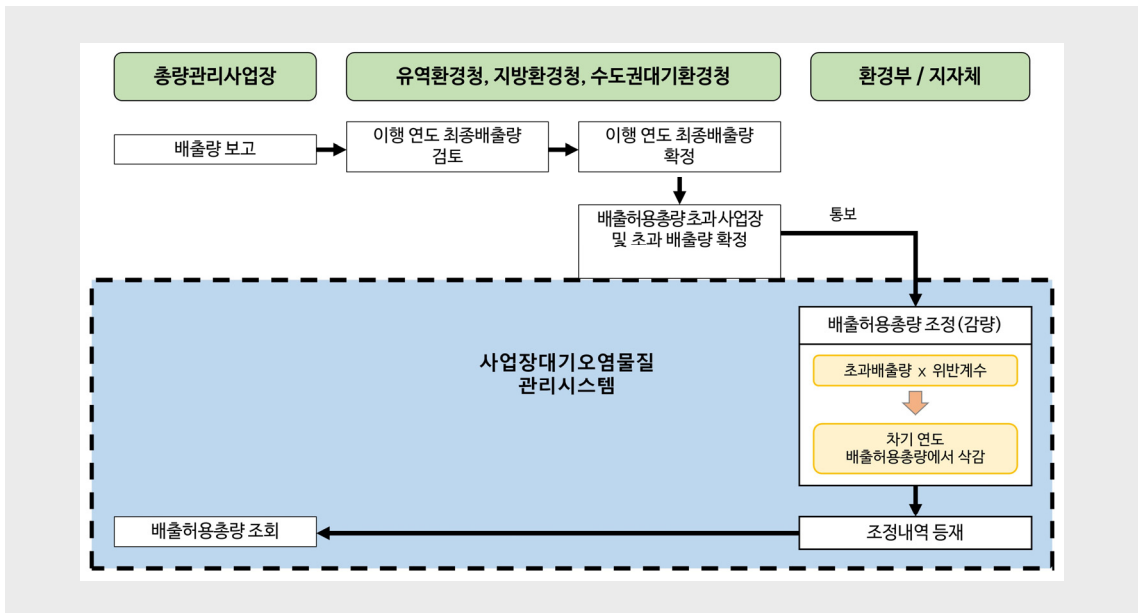 총량관리사업장
유역환경청, 지방환경청, 수도권대기환경청
환경부 / 지자체
배출량 보고
이행 연도 최종배출량
검토
이행 연도 최종배출량
확정
배출허용총량 초과 사업장
및 초과 배출량 확정
통보
사업장대기오염물질
관리시스템
배출허용총량 조정(감량)
초과배출량 x 위반계수
차기 연도
배출허용총량에서 삭감
배출허용총량 조회
조정내역 등재